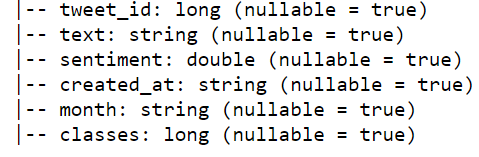 |-- tweet_id: long (nullable = true)
|-- text: string (nullable = true)
|-- sentiment: double (nullable = true)
|-- created_at: string (nullable = true)
|-- month: string (nullable = true)
|-- classes: long (nullable = true)